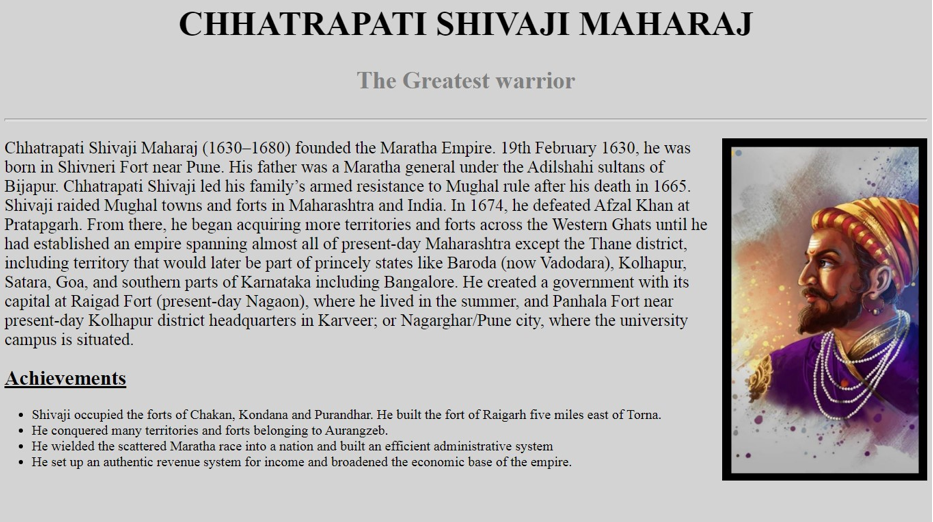 CHHATRAPATI SHIVAJI MAHARAJ
The Greatest warrior
Chhatrapati Shivaji Maharaj (1630–1680) founded the Maratha Empire. 19th February 1630, he was
born in Shivneri Fort near Pune. His father was a Maratha general under the Adilshahi sultans of
Bijapur. Chhatrapati Shivaji led his family’s armed resistance to Mughal rule after his death in 1665.
Shivaji raided Mughal towns and forts in Maharashtra and India. In 1674, he defeated Afzal Khan at
Pratapgarh. From there, he began acquiring more territories and forts across the Western Ghats until he
had established an empire spanning almost all of present-day Maharashtra except the Thane district,
including territory that would later be part of princely states like Baroda (now Vadodara), Kolhapur,
Satara, Goa, and southern parts of Karnataka including Bangalore. He created a government with its
capital at Raigad Fort (present-day Nagaon), where he lived in the summer, and Panhala Fort near
present-day Kolhapur district headquarters in Karveer; or Nagarghar/Pune city, where the university
campus is situated.
Achievements
• Shivaji occupied the forts of Chakan, Kondana and Purandhar. He built the fort of Raigarh five miles east of Torna.
• He conquered many territories and forts belonging to Aurangzeb.
• He wielded the scattered Maratha race into a nation and built an efficient administrative system
• He set up an authentic revenue system for income and broadened the economic base of the empire.